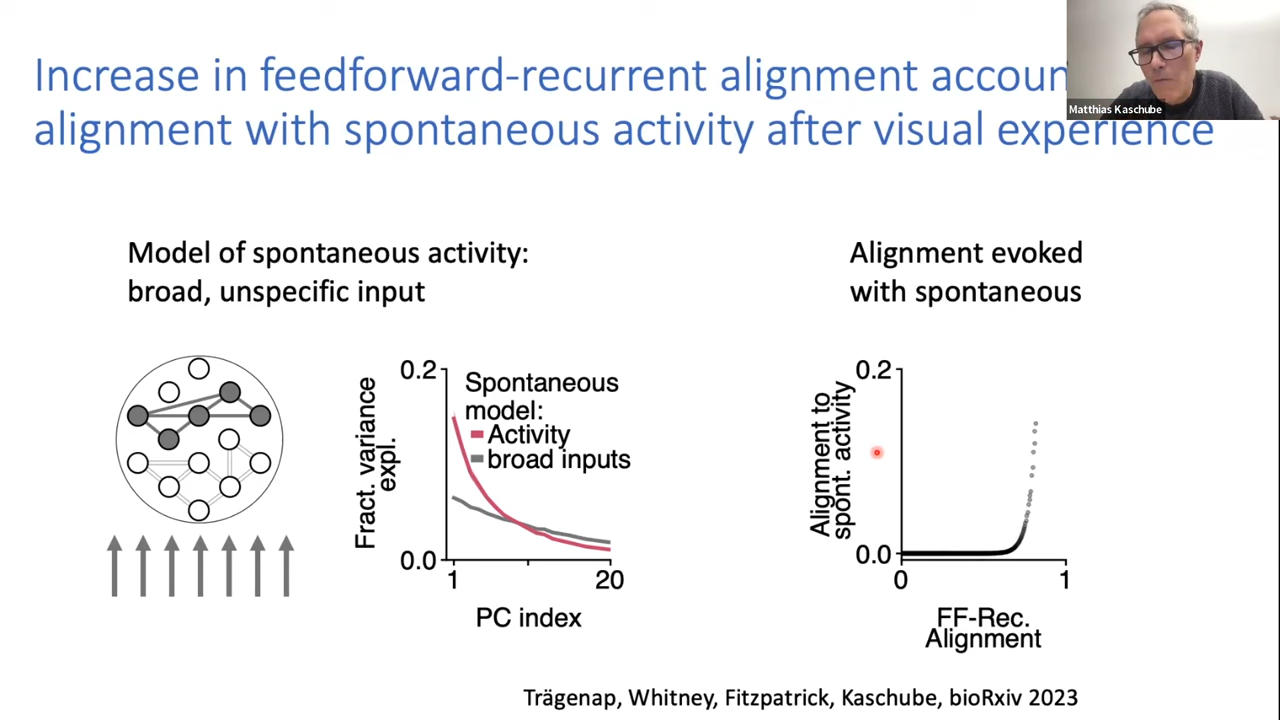 Increase in feedforward-recurrent alignment
alignment with spontaneous activity after visual experience
Matthias Kaschube
Model of spontaneous activity:
broad, unspecific input
Alignment evoked
with spontaneous
Fract. variance
expl.
0.2
0.0
Spontaneous
model:
Activity
broad inputs
1
20
PC index
Alignment to
spont. activity
0.2
0.0
0
1
FF-Rec.
Alignment
Trägenap, Whitney, Fitzpatrick, Kaschube, bioRxiv 2023